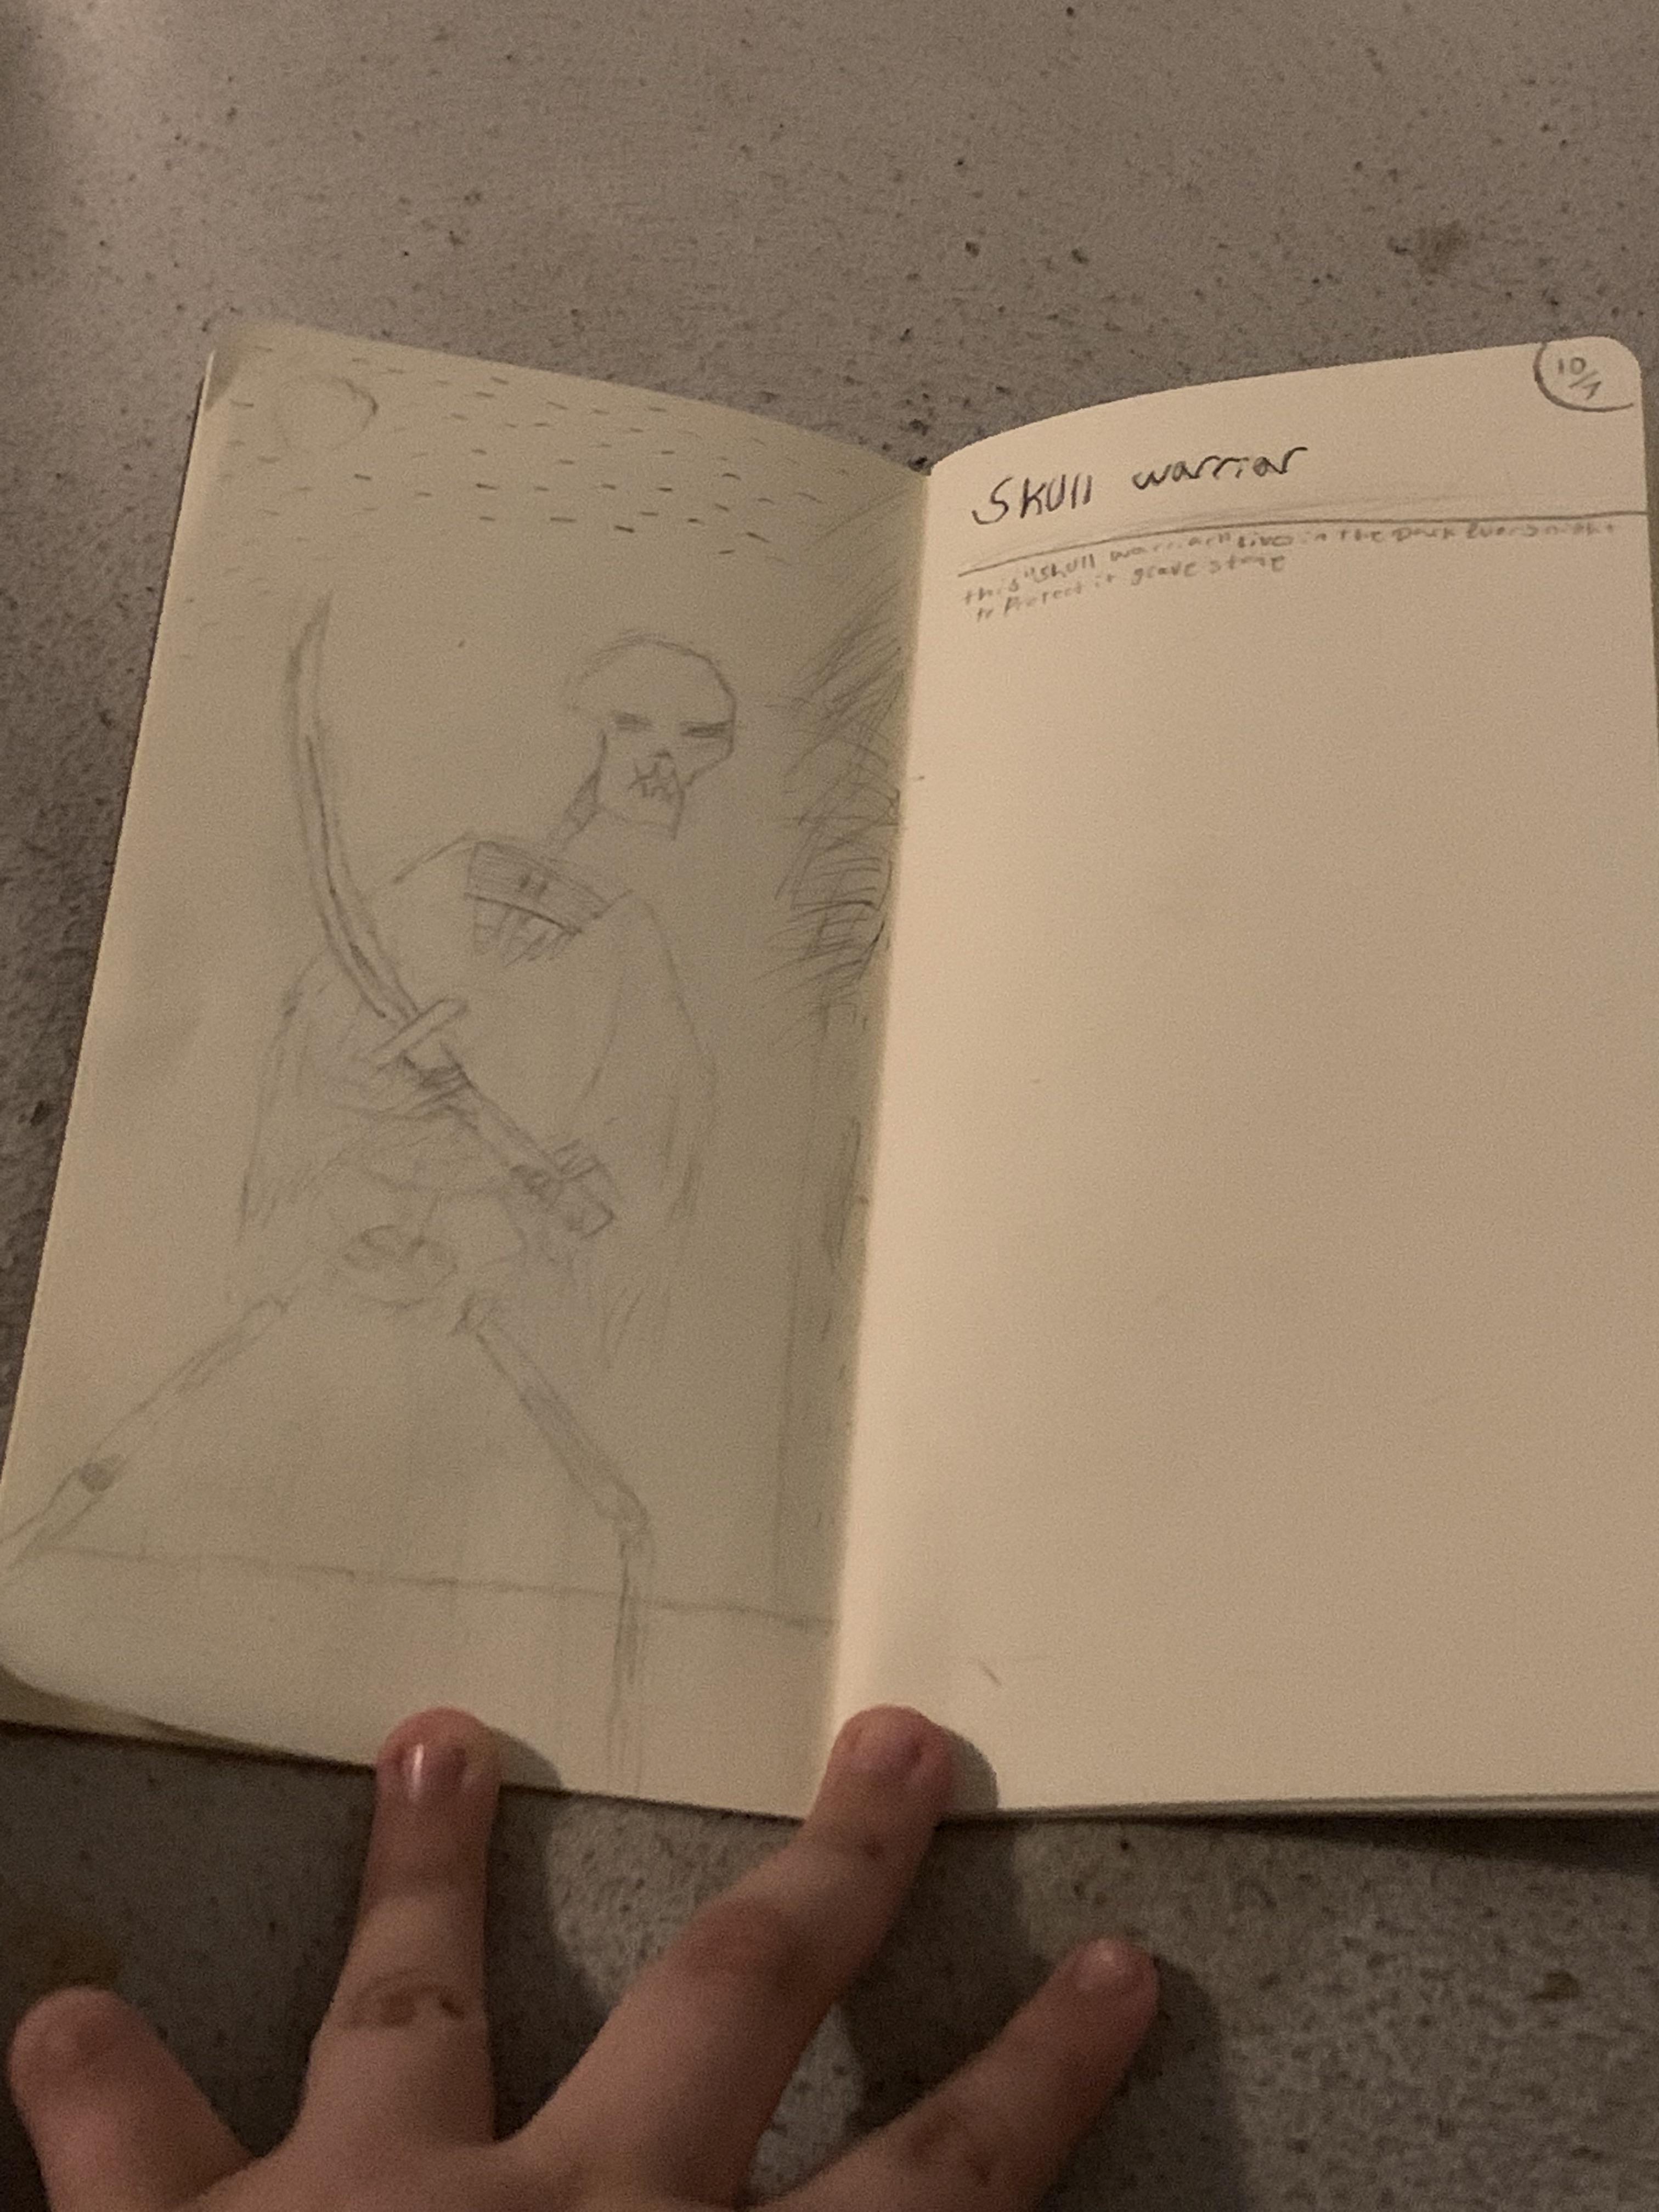 10/1
Skull warrior
this "skull warrior" lives in the Dark Every night
to Protect it grave stone